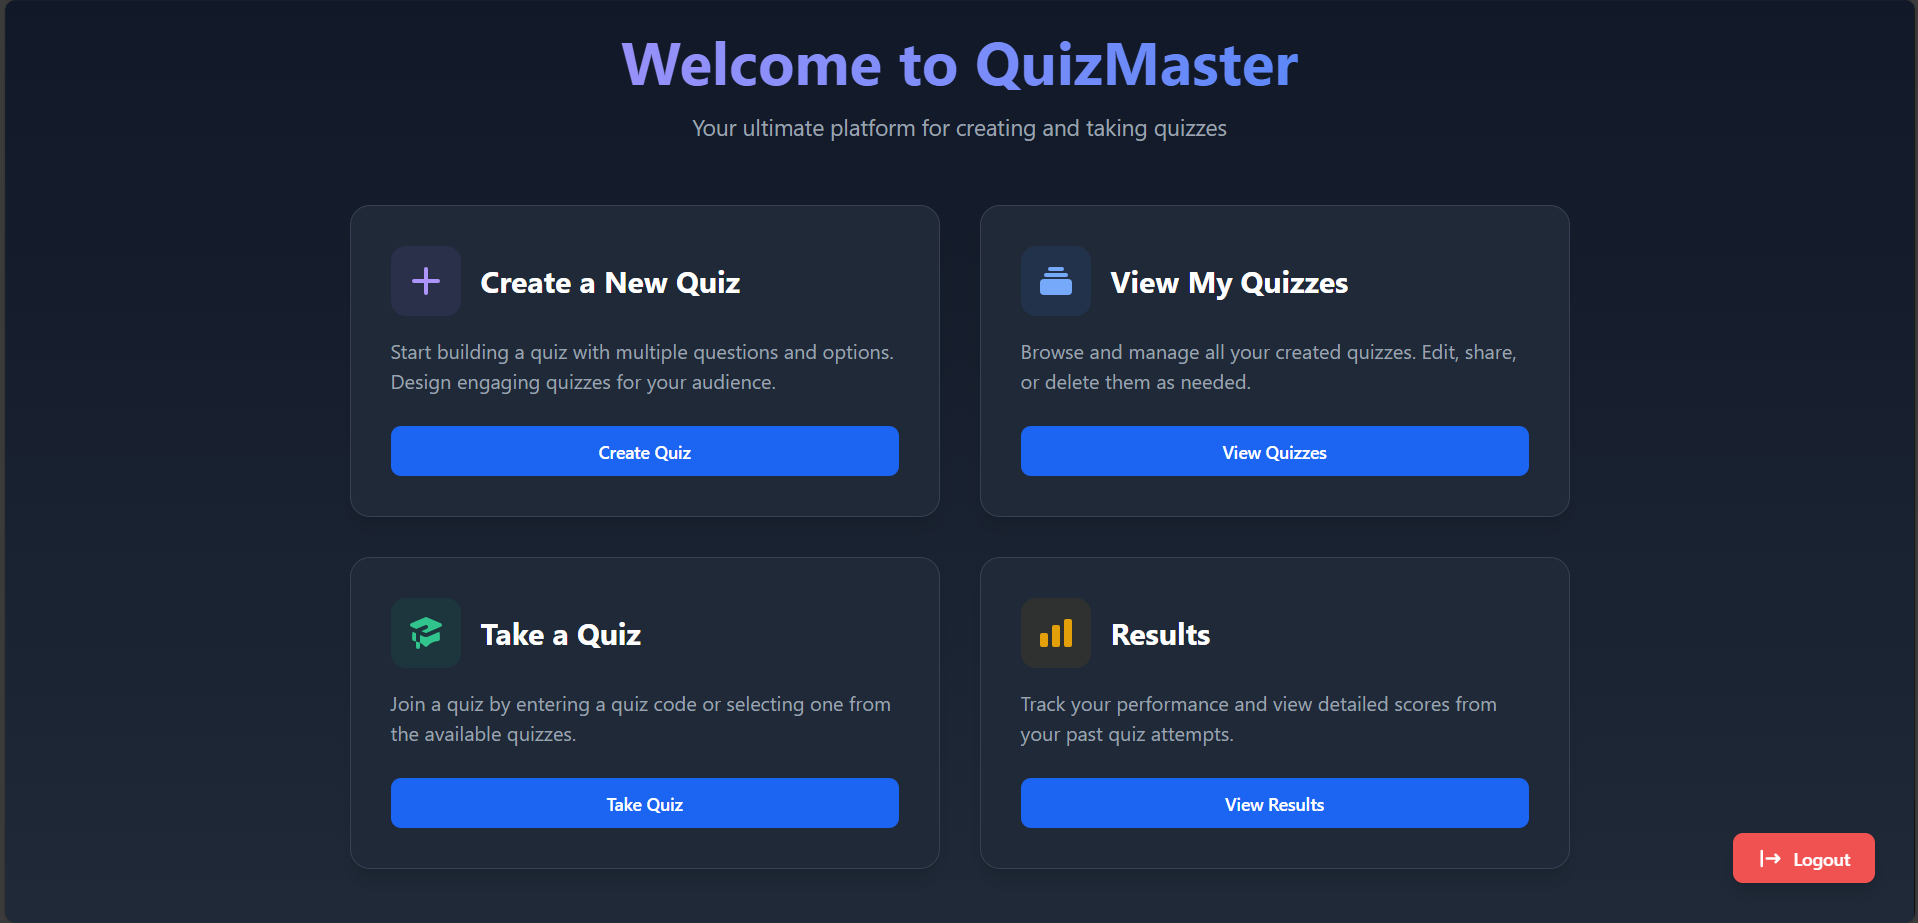 Welcome to QuizMaster
Your ultimate platform for creating and taking quizzes
Create a New Quiz
Start building a quiz with multiple questions and options.
Design engaging quizzes for your audience.
Create Quiz
View My Quizzes
Browse and manage all your created quizzes. Edit, share,
or delete them as needed.
View Quizzes
Take a Quiz
Join a quiz by entering a quiz code or selecting one from
the available quizzes.
Take Quiz
Results
Track your performance and view detailed scores from
your past quiz attempts.
View Results
Logout